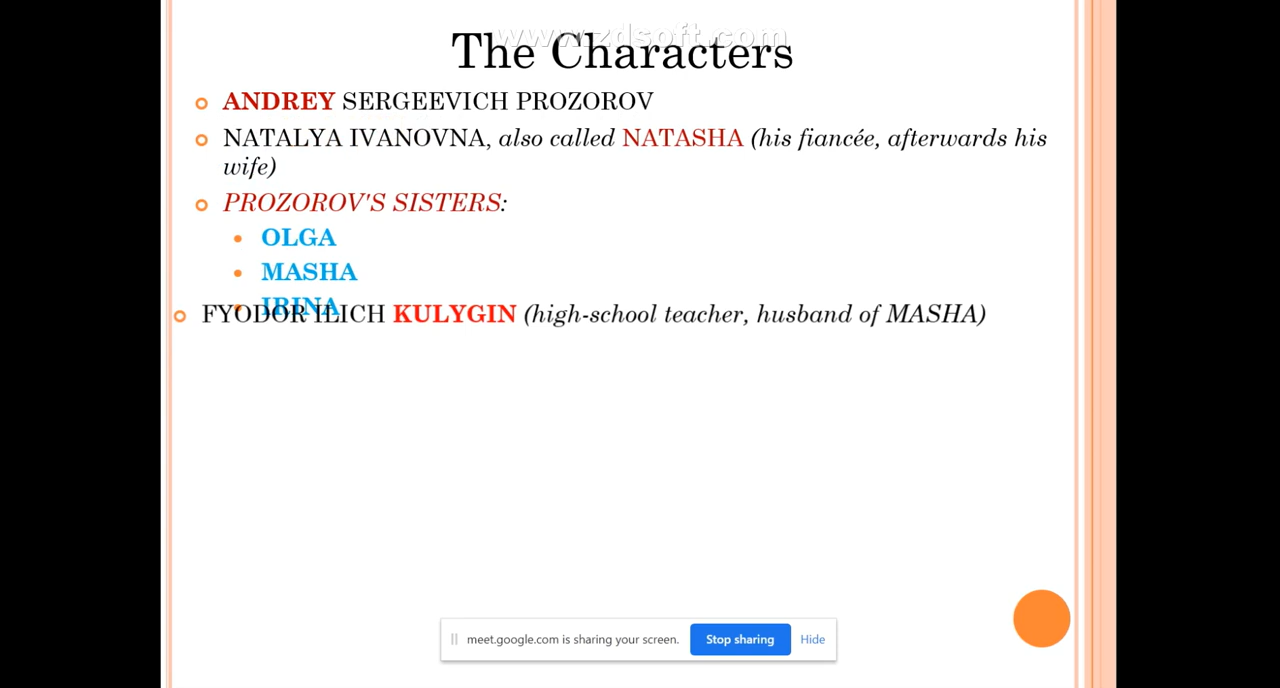 www.zdsoft.com
The Characters
ANDREY SERGEEVICH PROZOROV
NATALYA IVANOVNA, also called NATASHA (his fiancée, afterwards his
wife)
PROZOROV'S SISTERS:
OLGA
MASHA
IRINA
FYODOR ILICH KULYGIN (high-school teacher, husband of MASHA)
meet.google.com is sharing your screen. Stop sharing Hide